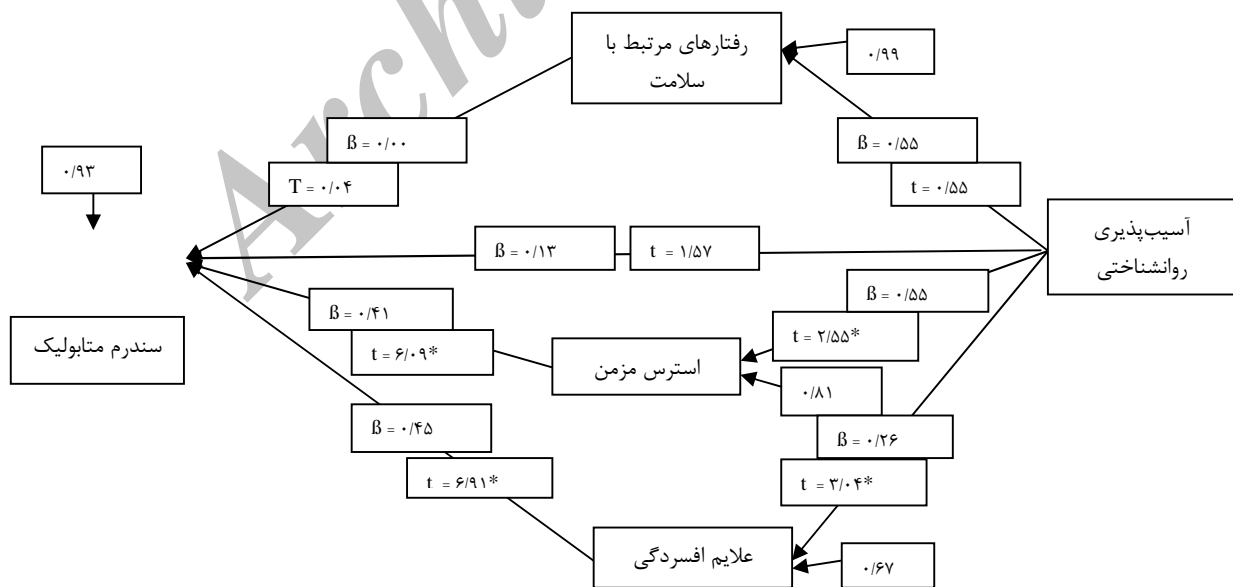 رفتارهای مرتبط با
سلامت
۰/۹۹
ß = ۰/۰۰
T = ۰/۰۴
ß = ۰/۵۵
t = ۰/۵۵
۰/۹۳
آسیب‌پذیری
روانشناختی
ß = ۰/۱۳
t = ۱/۵۷
ß = ۰/۵۵
t = ۲/۵۵*
ß = ۰/۴۱
t = ۶/۰۹*
سندرم متابولیک
استرس مزمن
۰/۸۱
ß = ۰/۴۵
t = ۶/۹۱*
ß = ۰/۲۶
t = ۳/۰۴*
علایم افسردگی
۰/۶۷